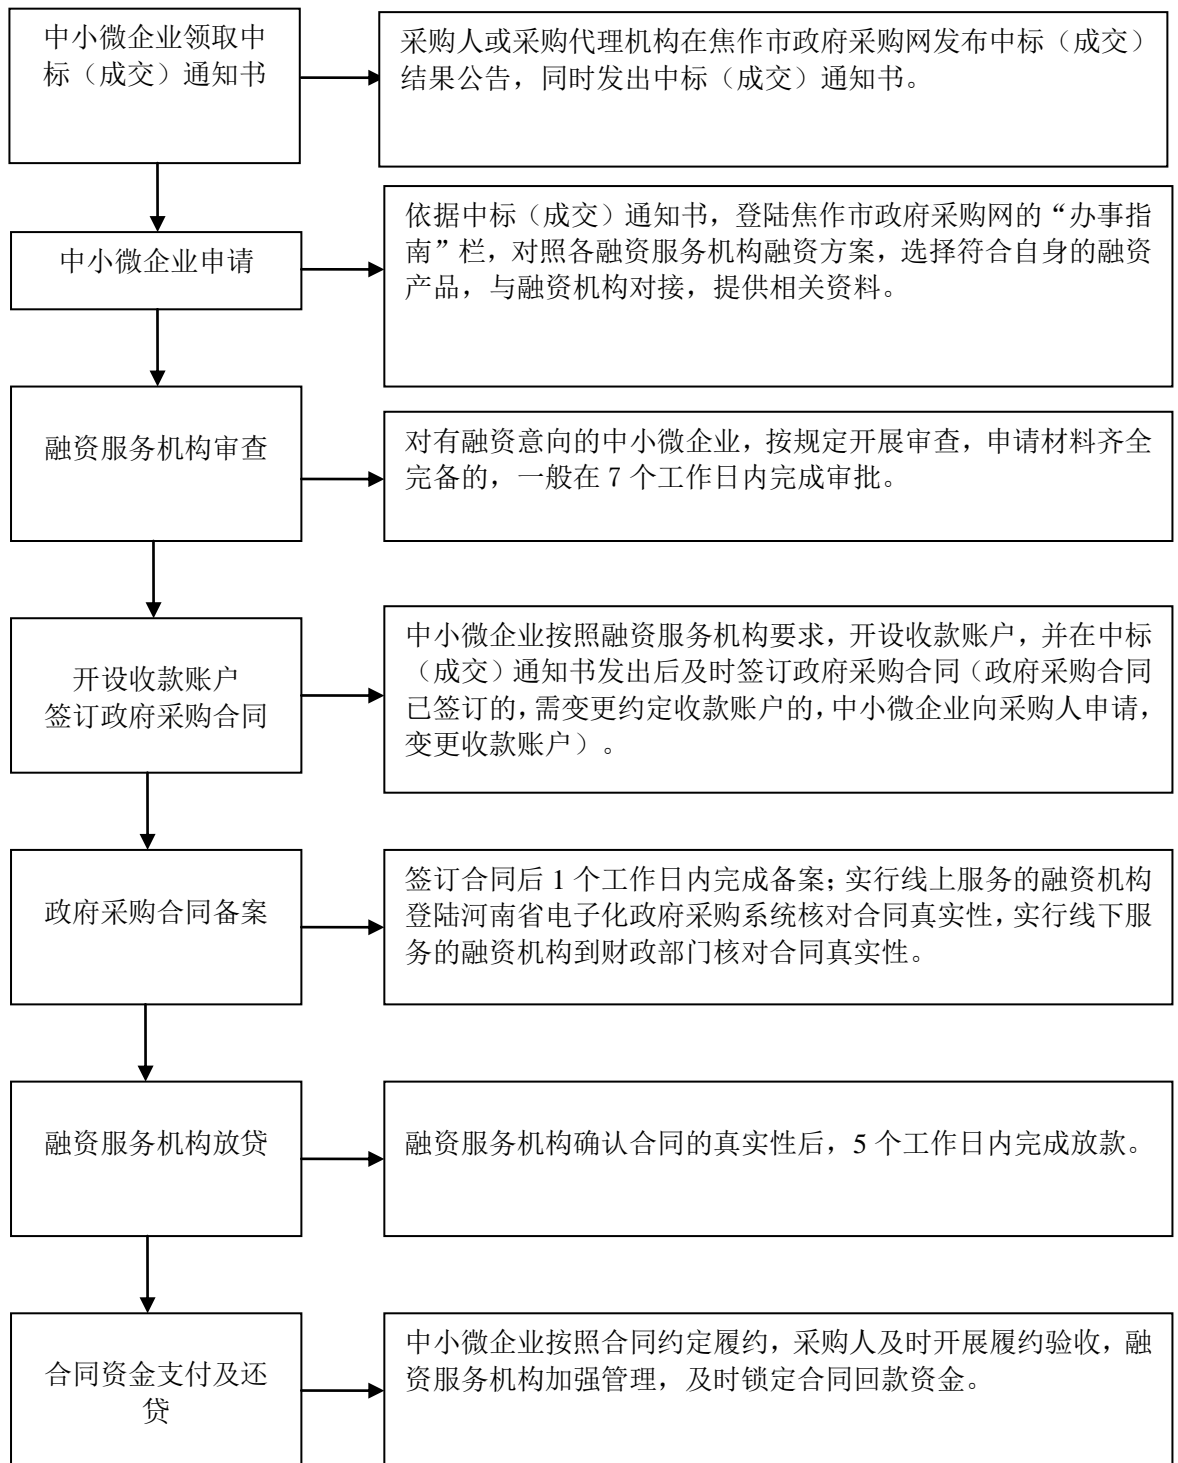 中小微企业领取中
标（成交）通知书
采购人或采购代理机构在焦作市政府采购网发布中标（成交）
结果公告，同时发出中标（成交）通知书。
中小微企业申请
依据中标（成交）通知书，登陆焦作市政府采购网的“办事指
南”栏，对照各融资服务机构融资方案，选择符合自身的融资
产品，与融资机构对接，提供相关资料。
融资服务机构审查
对有融资意向的中小微企业，按规定开展审查，申请材料齐全
完备的，一般在 7 个工作日内完成审批。
开设收款账户
签订政府采购合同
中小微企业按照融资服务机构要求，开设收款账户，并在中标
（成交）通知书发出后及时签订政府采购合同（政府采购合同
已签订的，需变更约定收款账户的，中小微企业向采购人申请，
变更收款账户）。
政府采购合同备案
签订合同后 1 个工作日内完成备案；实行线上服务的融资机构
登陆河南省电子化政府采购系统核对合同真实性，实行线下服
务的融资机构到财政部门核对合同真实性。
融资服务机构放贷
融资服务机构确认合同的真实性后，5 个工作日内完成放款。
合同资金支付及还
贷
中小微企业按照合同约定履约，采购人及时开展履约验收，融
资服务机构加强管理，及时锁定合同回款资金。